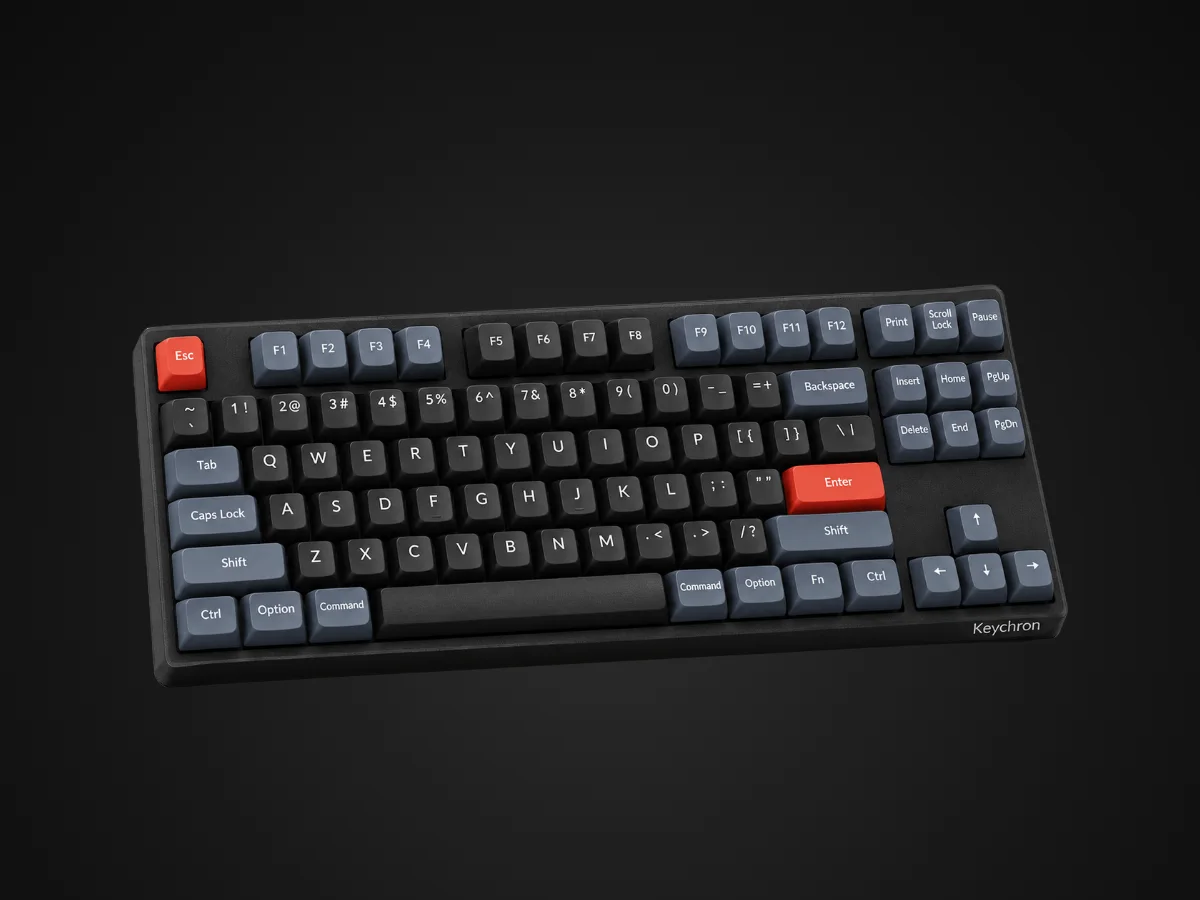 Esc F1 F2 F3 F4 F5 F6 F7 F8 F9 F10 F11 F12 Print Scroll Lock Pause
~ ` 1 ! 2 @ 3 # 4 $ 5 % 6 ^ 7 & 8 * 9 ( 0 ) - _ = + Backspace Insert Home PgUp
Tab Q W E R T Y U I O P [ { ] } \ | Delete End PgDn
Caps Lock A S D F G H J K L ; : " " Enter
Shift Z X C V B N M . < . > / ? Shift ↑
Ctrl Option Command Command Option Fn Ctrl ← ↓ →
Keychron